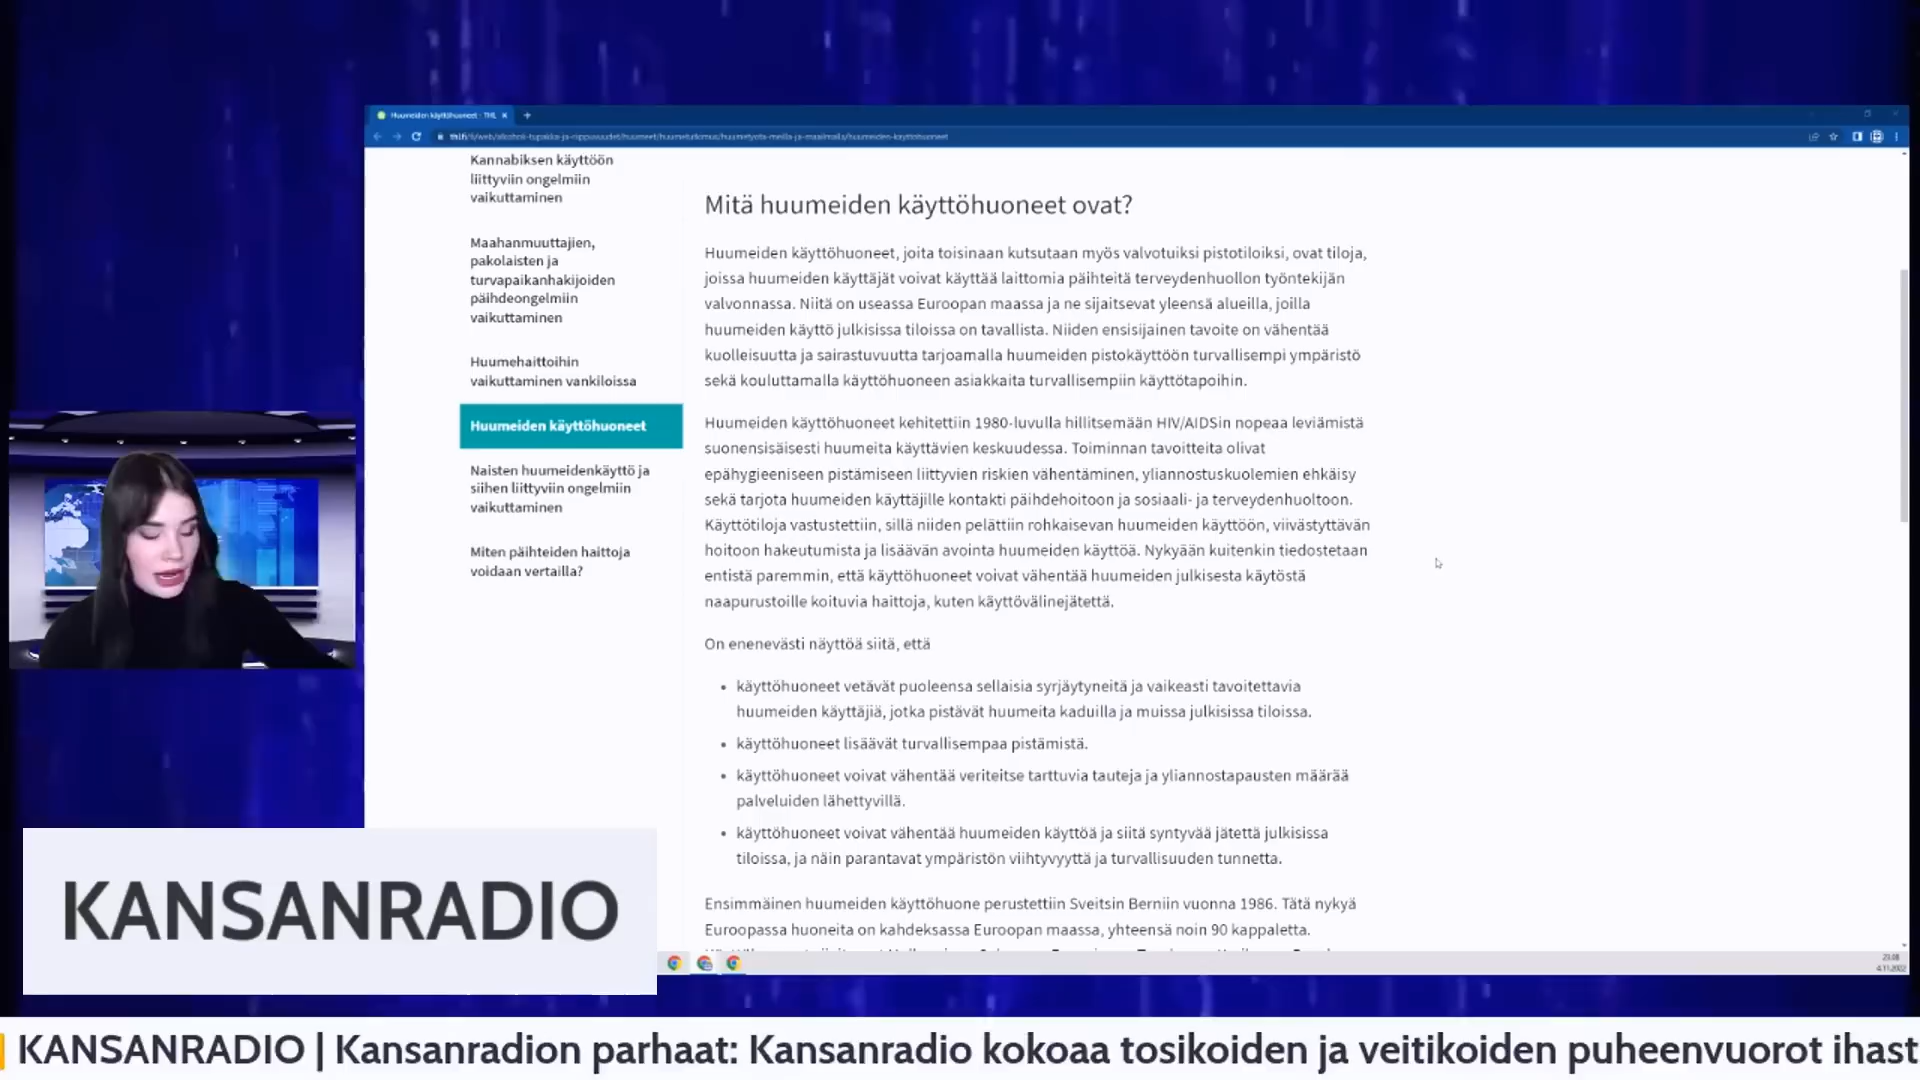 Huumeiden käyttöhuoneet - THL
Kannabiksen käyttöön
liittyviin ongelmiin
vaikuttaminen
Maahanmuuttajien,
pakolaisten ja
turvapaikanhakijoiden
päihdeongelmiin
vaikuttaminen
Huumehaittoihin
vaikuttaminen vankiloissa
Huumeiden käyttöhuoneet
Naisten huumeidenkäyttö ja
siihen liittyviin ongelmiin
vaikuttaminen
Miten päihteiden haittoja
voidaan vertailla?
Mitä huumeiden käyttöhuoneet ovat?
Huumeiden käyttöhuoneet, joita toisinaan kutsutaan myös valvotuiksi pistotiloiksi, ovat tiloja,
joissa huumeiden käyttäjät voivat käyttää laittomia päihteitä terveydenhuollon työntekijän
valvonnassa. Niitä on useassa Euroopan maassa ja ne sijaitsevat yleensä alueilla, joilla
huumeiden käyttö julkisissa tiloissa on tavallista. Niiden ensisijainen tavoite on vähentää
kuolleisuutta ja sairastuvuutta tarjoamalla huumeiden pistokäyttöön turvallisempi ympäristö
sekä kouluttamalla käyttöhuoneen asiakkaita turvallisempiin käyttötapoihin.
Huumeiden käyttöhuoneet kehitettiin 1980-luvulla hillitsemään HIV/AIDSin nopeaa leviämistä
suonensisäisesti huumeita käyttävien keskuudessa. Toiminnan tavoitteita olivat
epähygieeniseen pistämiseen liittyvien riskien vähentäminen, yliannostuskuolemien ehkäisy
sekä tarjota huumeiden käyttäjille kontakti päihdehoitoon ja sosiaali- ja terveydenhuoltoon.
Käyttötiloja vastustettiin, sillä niiden pelättiin rohkaisevan huumeiden käyttöön, viivästyttävän
hoitoon hakeutumista ja lisäävän avointa huumeiden käyttöä. Nykyään kuitenkin tiedostetaan
entistä paremmin, että käyttöhuoneet voivat vähentää huumeiden julkisesta käytöstä
naapurustoille koituvia haittoja, kuten käyttövälinejätettä.
On enenevästi näyttöä siitä, että
• käyttöhuoneet vetävät puoleensa sellaisia syrjäytyneitä ja vaikeasti tavoitettavia
huumeiden käyttäjiä, jotka pistävät huumeita kaduilla ja muissa julkisissa tiloissa.
• käyttöhuoneet lisäävät turvallisempaa pistämistä.
• käyttöhuoneet voivat vähentää veriteitse tarttuvia tauteja ja yliannostapausten määrää
palveluiden lähettyvillä.
• käyttöhuoneet voivat vähentää huumeiden käyttöä ja siitä syntyvää jätettä julkisissa
tiloissa, ja näin parantavat ympäristön viihtyvyyttä ja turvallisuuden tunnetta.
Ensimmäinen huumeiden käyttöhuone perustettiin Sveitsin Berniin vuonna 1986. Tätä nykyä
Euroopassa huoneita on kahdeksassa Euroopan maassa, yhteensä noin 90 kappaletta.
23.08
4.11.2022
KANSANRADIO
KANSANRADIO | Kansanradion parhaat: Kansanradio kokoaa tosikoiden ja veitikoiden puheenvuorot ihast